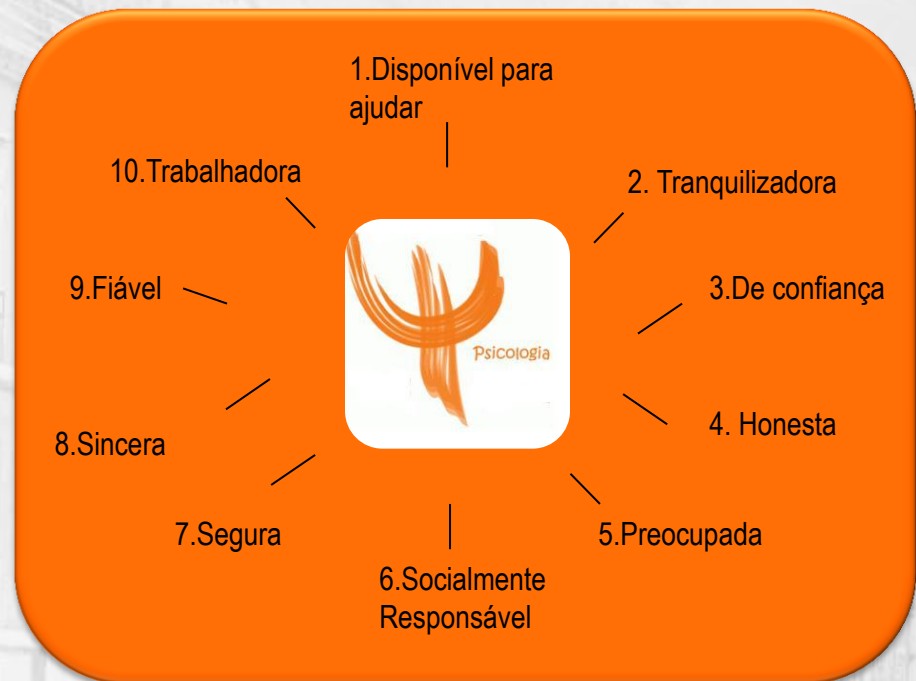 1.Disponível para
ajudar
2. Tranquilizadora
3.De confiança
4. Honesta
5.Preocupada
6.Socialmente
Responsável
7.Segura
8.Sincera
9.Fiável
10.Trabalhadora
Psicologia